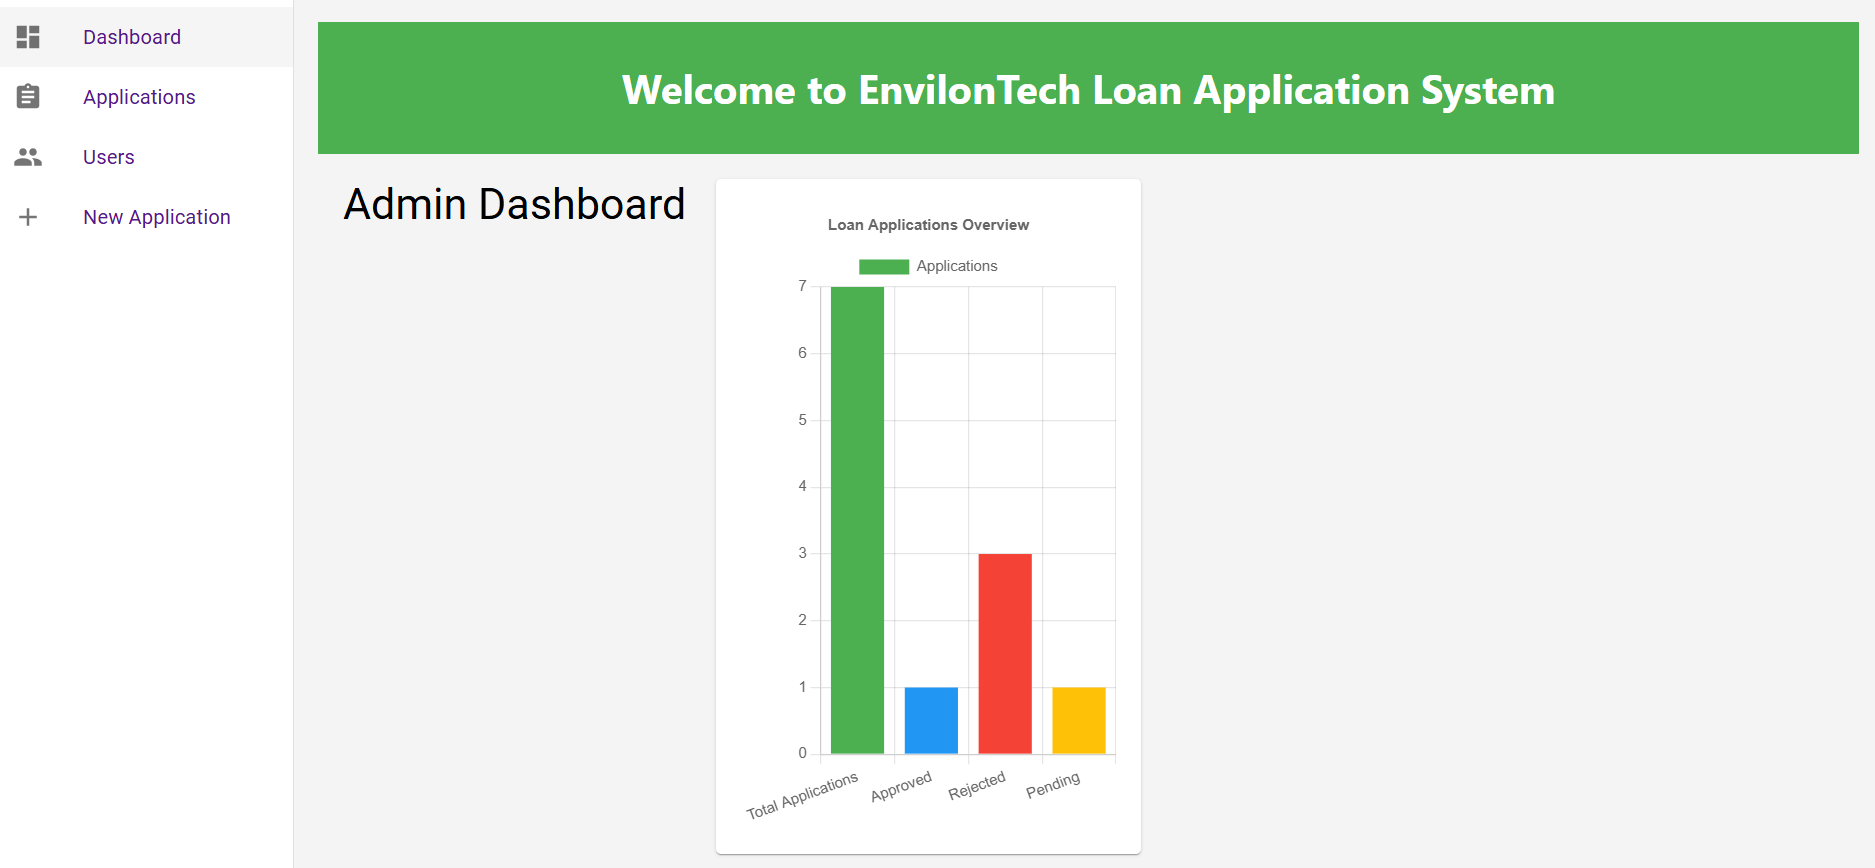 Dashboard
Applications
Users
New Application
Welcome to EnvilonTech Loan Application System
Admin Dashboard
Loan Applications Overview
Applications
7
6
5
4
3
2
1
0
Total Applications
Approved
Rejected
Pending